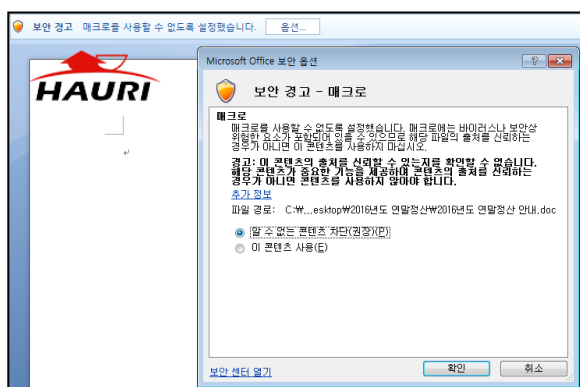 보안 경고 매크로를 사용할 수 없도록 설정했습니다. 옵션...
HAURI
Microsoft Office 보안 옵션
보안 경고 - 매크로
매크로
매크로를 사용할 수 없도록 설정했습니다. 매크로에는 바이러스나 보안상
위험한 요소가 포함되어 있을 수 있으므로 해당 파일의 출처를 신뢰하는
경우가 아니면 이 콘텐츠를 사용하지 마십시오.
경고: 이 콘텐츠의 출처를 신뢰할 수 있는지를 확인할 수 없습니다.
해당 콘텐츠가 중요한 기능을 제공하며 콘텐츠의 출처를 신뢰하는
경우가 아니면 콘텐츠를 사용하지 않아야 합니다.
추가 정보
파일 경로: C:₩...esktop₩2016년도 연말정산₩2016년도 연말정산 안내.doc
알 수 없는 콘텐츠 차단(권장)(P)
이 콘텐츠 사용(E)
보안 센터 열기
확인 취소